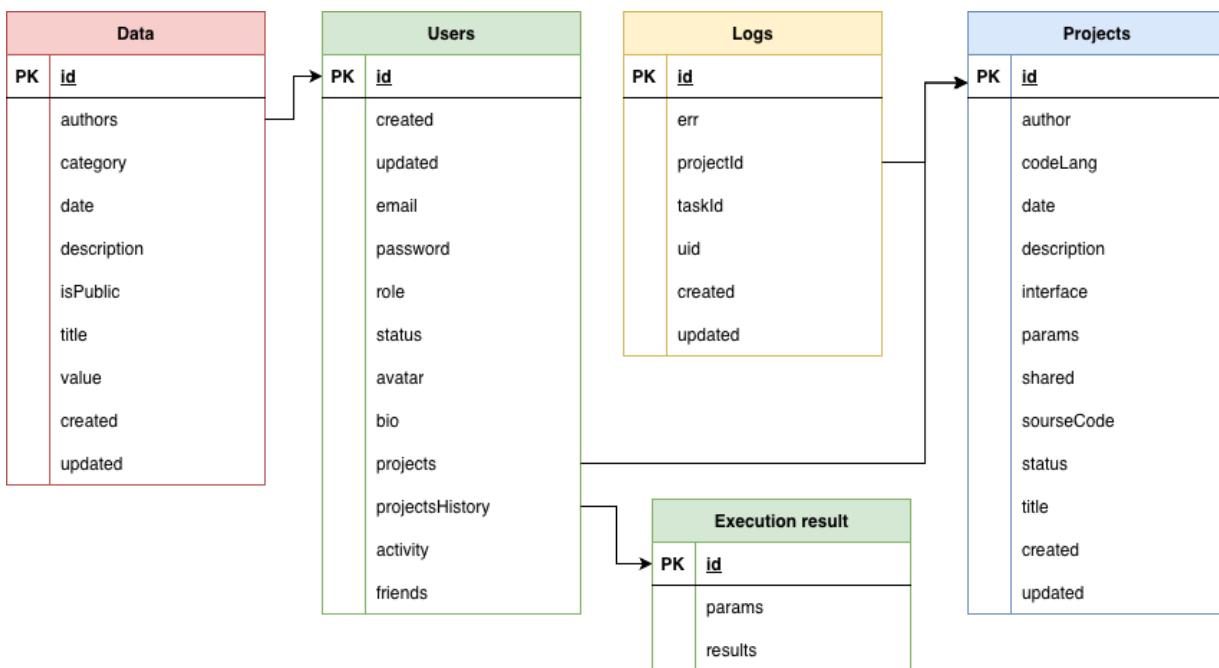 Data
PK id
authors
category
date
description
isPublic
title
value
created
updated
Users
PK id
created
updated
email
password
role
status
avatar
bio
projects
projectsHistory
activity
friends
Logs
PK id
err
projectId
taskId
uid
created
updated
Execution result
PK id
params
results
Projects
PK id
author
codeLang
date
description
interface
params
shared
sourseCode
status
title
created
updated